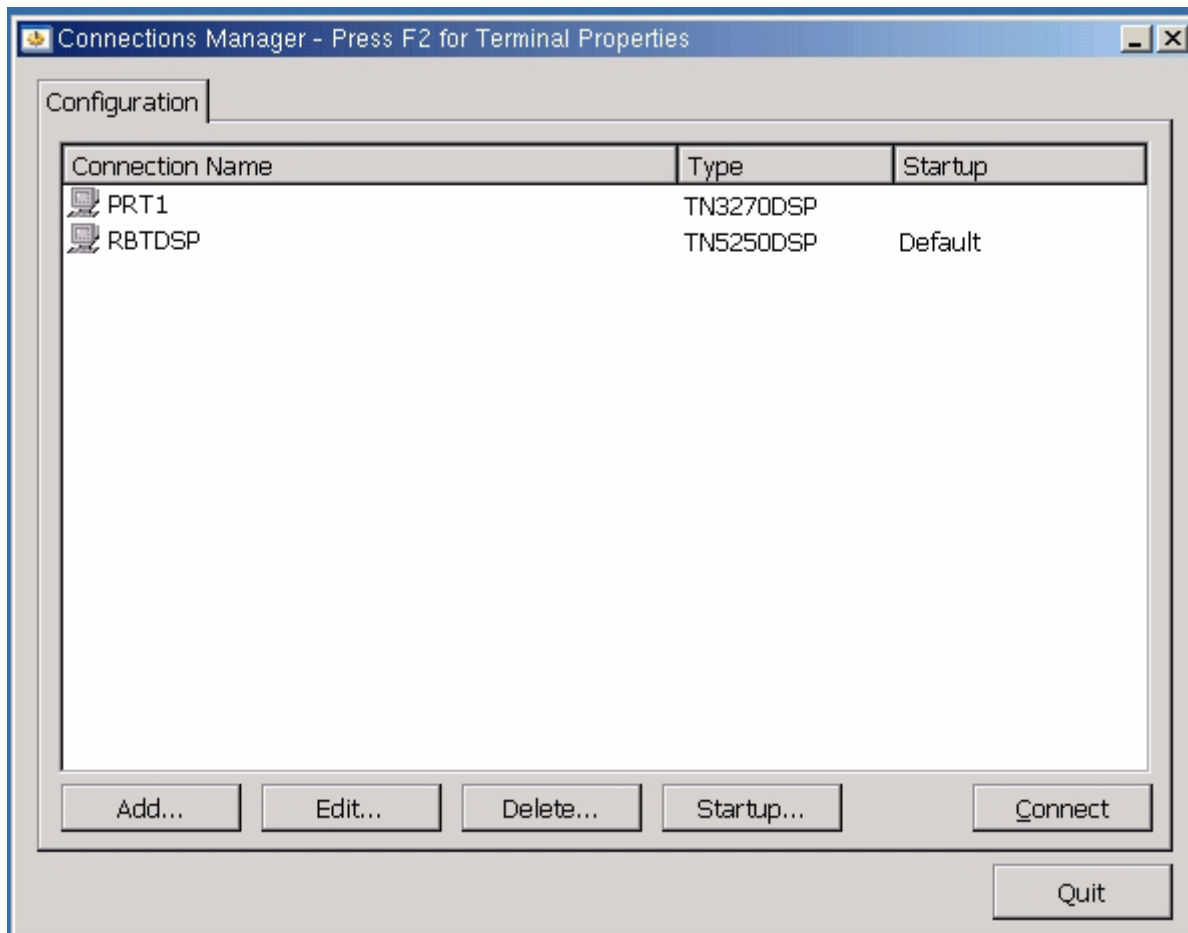 Connections Manager - Press F2 for Terminal Properties
Configuration
Connection Name Type Startup
PRT1 TN3270DSP
RBTDSP TN5250DSP Default
Add... Edit... Delete... Startup... Connect
Quit